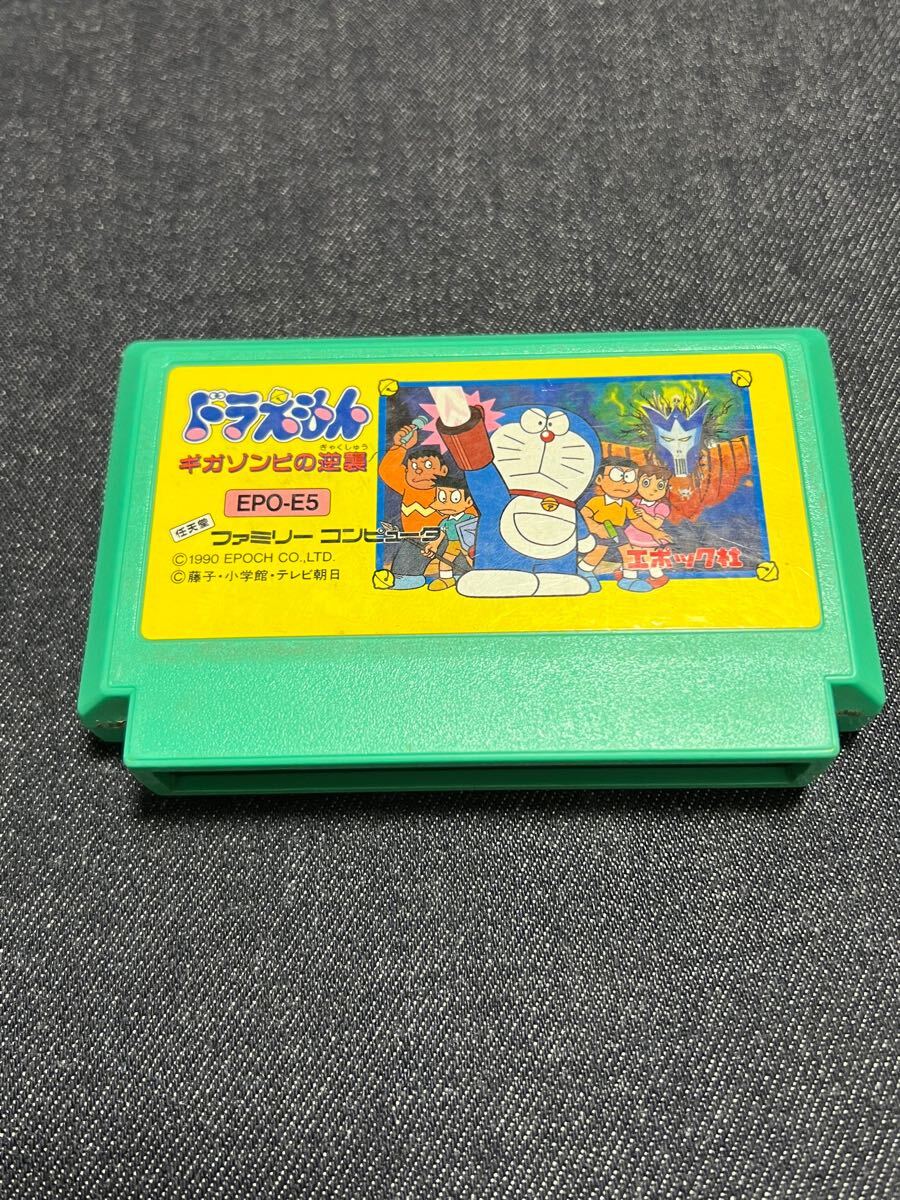 ドラえもん
ぎゃくしゅう
ギガゾンビの逆襲
EPO-E5
任天堂
ファミリー コンピュータ
©1990 EPOCH CO.,LTD.
©藤子・小学館・テレビ朝日
エポック社